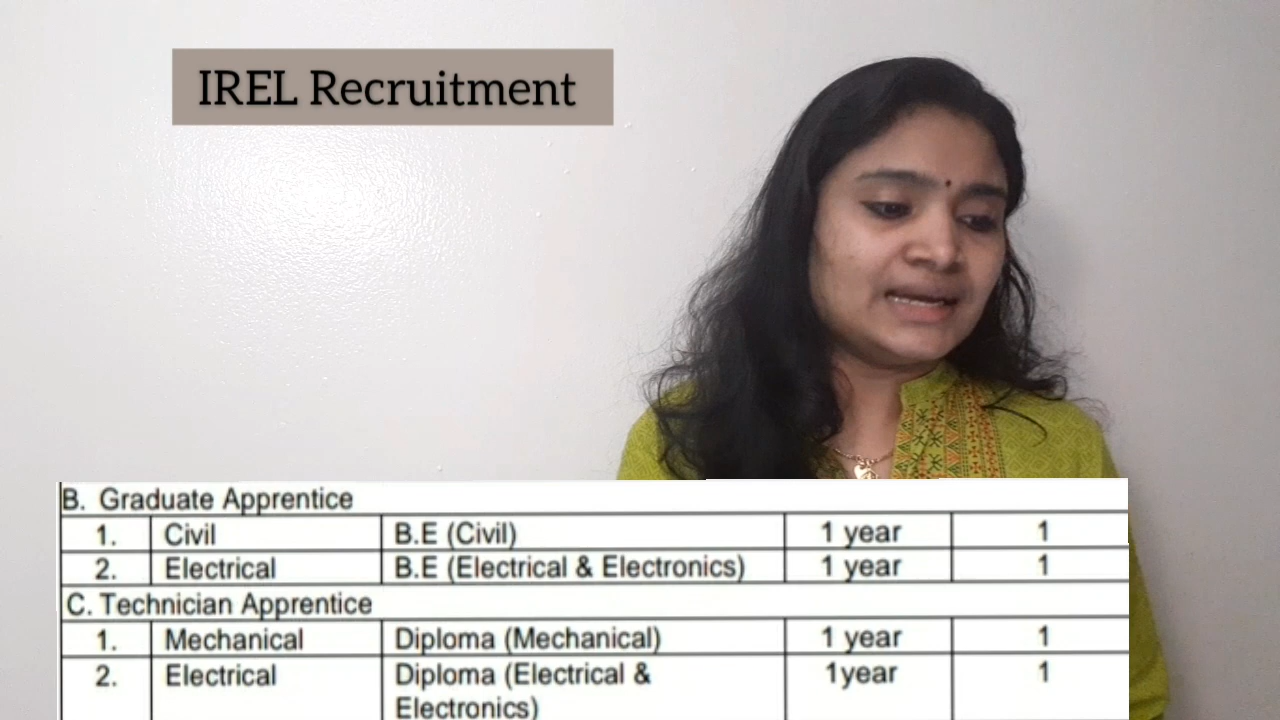 IREL Recruitment
B. Graduate Apprentice
1. Civil B.E (Civil) 1 year 1
2. Electrical B.E (Electrical & Electronics) 1 year 1
C. Technician Apprentice
1. Mechanical Diploma (Mechanical) 1 year 1
2. Electrical Diploma (Electrical & 1year 1
Electronics)